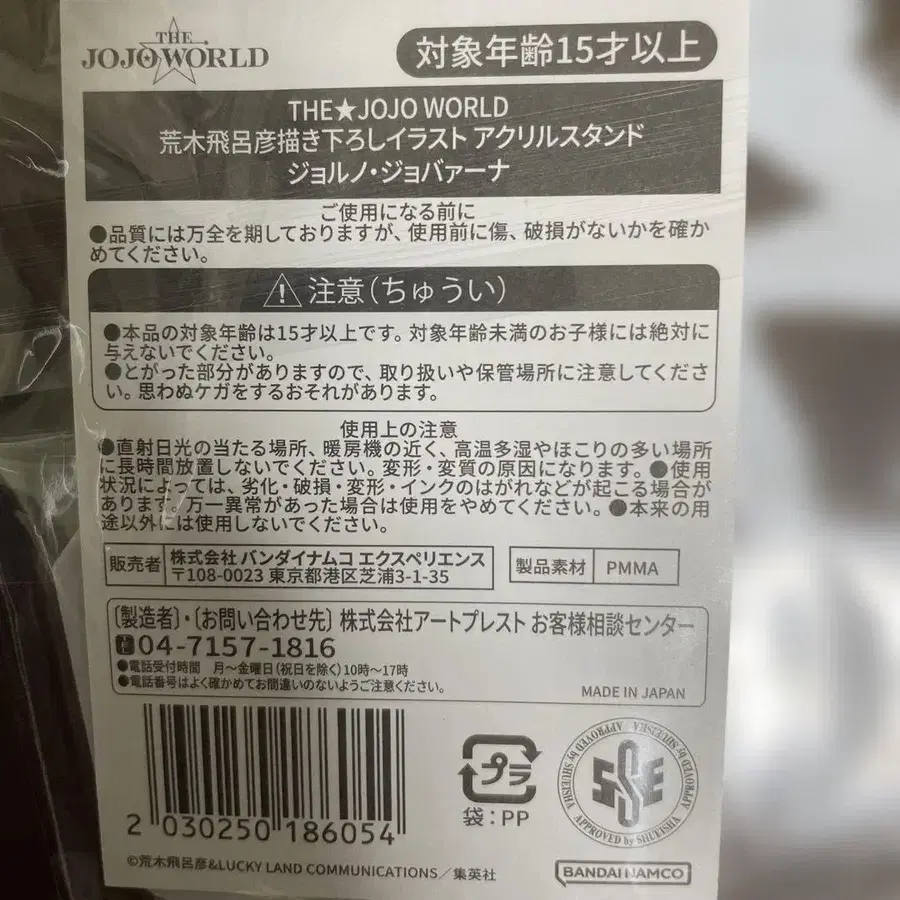 THE
JOJO WORLD
対象年齢15才以上
THE★JOJO WORLD
荒木飛呂彦描き下ろしイラスト アクリルスタンド
ジョルノ・ジョバァーナ
ご使用になる前に
●品質には万全を期しておりますが、使用前に傷、破損がないかを確か
めてください。
⚠注意（ちゅうい）
●本品の対象年齢は15才以上です。対象年齢未満のお子様には絶対に
与えないでください。
●とがった部分がありますので、取り扱いや保管場所に注意してくださ
い。思わぬケガをするおそれがあります。
使用上の注意
●直射日光の当たる場所、暖房機の近く、高温多湿やほこりの多い場所
に長時間放置しないでください。変形・変質の原因になります。●使用
状況によっては、劣化・破損・変形・インクのはがれなどが起こる場合が
あります。万一異常があった場合は使用をやめてください。●本来の用
途以外には使用しないでください。
販売者 株式会社 バンダイナムコ エクスペリエンス
〒108-0023 東京都港区芝浦3-1-35
製品素材 PMMA
〔製造者〕・〔お問い合わせ先〕 株式会社アートプレスト お客様相談センター
04-7157-1816
●電話受付時間 月〜金曜日(祝日を除く)10時〜17時
●電話番号はよく確かめてお間違いのないようご注意ください。
MADE IN JAPAN
2 030250 186054
プラ
袋：PP
APPROVED by SHUEISHA
APPROVED by SHUEISHA
APPROVED by SHUEISHA
SSE
©荒木飛呂彦&LUCKY LAND COMMUNICATIONS／集英社
BANDAI NAMCO